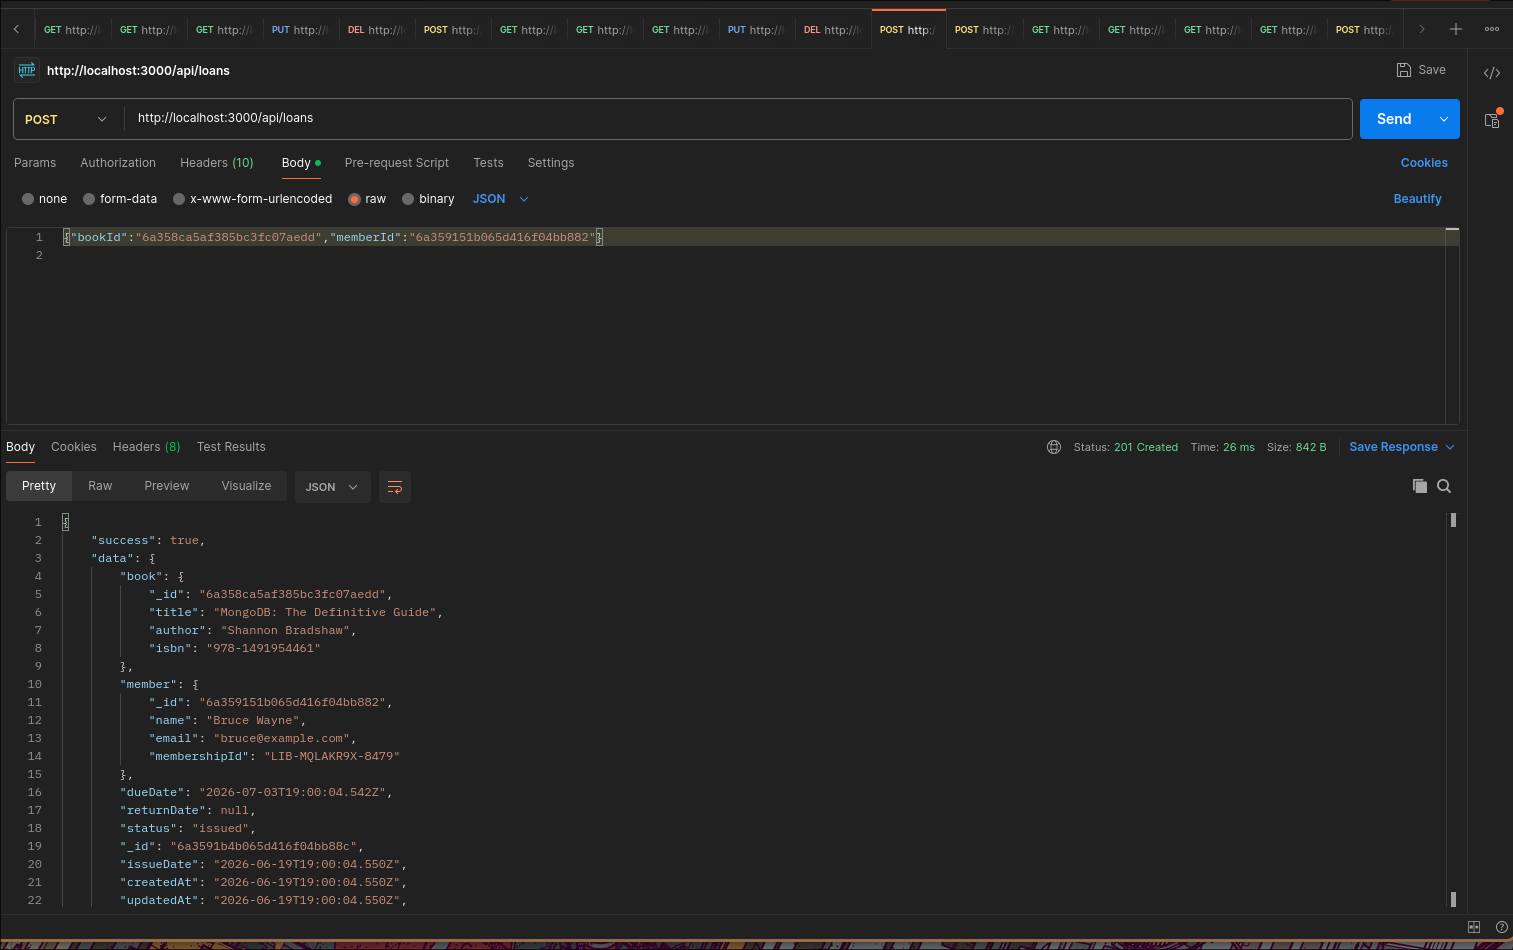 GET http:// GET http:// GET http:// PUT http:// DEL http:// POST http: GET http:// GET http:// GET http:// PUT http:// DEL http:// POST http:/ POST http:/ GET http:// GET http:// GET http:// GET http:// POST http:/
HTTP http://localhost:3000/api/loans Save
POST http://localhost:3000/api/loans Send
Params Authorization Headers (10) Body Pre-request Script Tests Settings Cookies
none form-data x-www-form-urlencoded raw binary JSON Beautify
1 {"bookId":"6a358ca5af385bc3fc07aedd","memberId":"6a359151b065d416f04bb882"}
2
Body Cookies Headers (8) Test Results Status: 201 Created Time: 26 ms Size: 842 B Save Response
Pretty Raw Preview Visualize JSON
1 {
2 "success": true,
3 "data": {
4 "book": {
5 "_id": "6a358ca5af385bc3fc07aedd",
6 "title": "MongoDB: The Definitive Guide",
7 "author": "Shannon Bradshaw",
8 "isbn": "978-1491954461"
9 },
10 "member": {
11 "_id": "6a359151b065d416f04bb882",
12 "name": "Bruce Wayne",
13 "email": "bruce@example.com",
14 "membershipId": "LIB-MQLAKR9X-8479"
15 },
16 "dueDate": "2026-07-03T19:00:04.542Z",
17 "returnDate": null,
18 "status": "issued",
19 "_id": "6a3591b4b065d416f04bb88c",
20 "issueDate": "2026-06-19T19:00:04.550Z",
21 "createdAt": "2026-06-19T19:00:04.550Z",
22 "updatedAt": "2026-06-19T19:00:04.550Z",